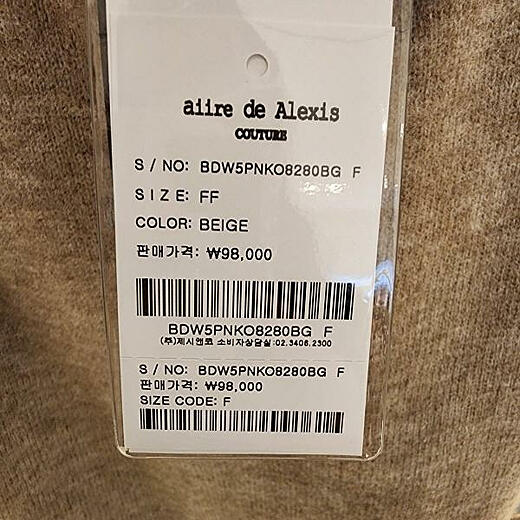 aiire de Alexis
COUTURE
S / NO: BDW5PNKO8280BG F
SIZE: FF
COLOR: BEIGE
판매가격: ₩98,000
BDW5PNKO8280BG F
(주)제시앤코 소비자상담실:02.3406.2300
S / NO: BDW5PNKO8280BG F
판매가격: ₩98,000
SIZE CODE: F